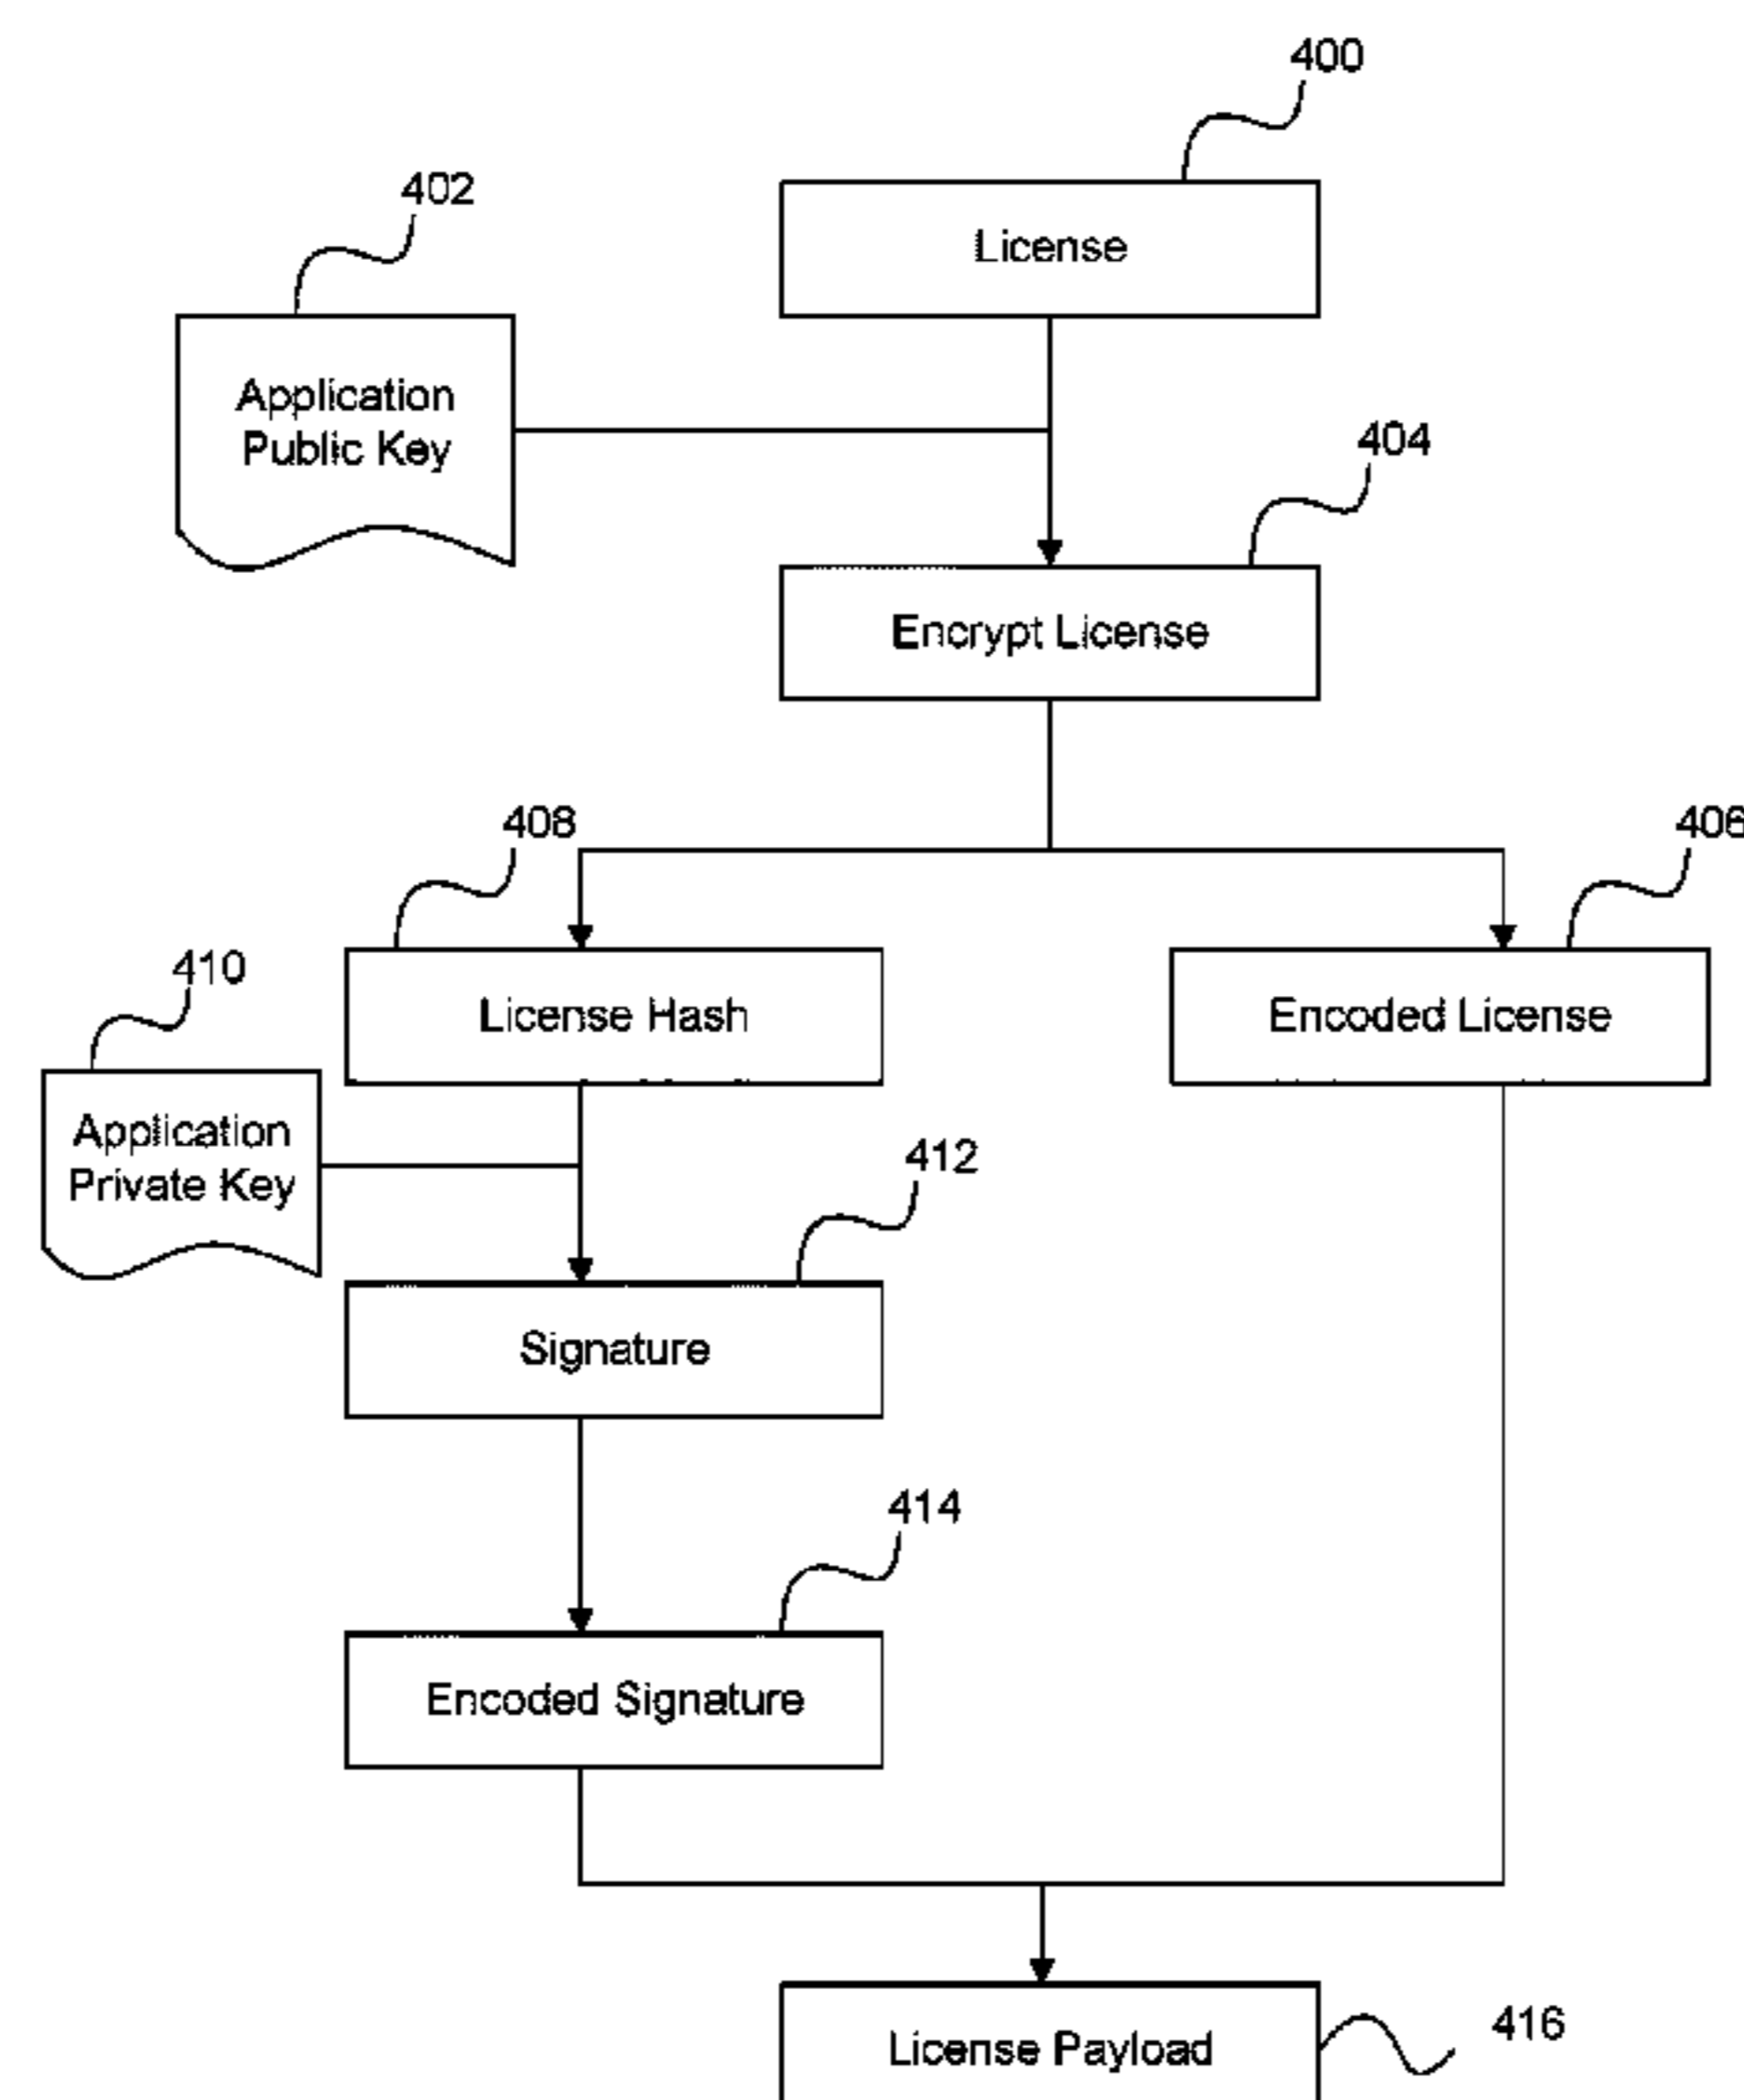 400
402
License
Application
Public Key
404
Encrypt License
408
406
410
License Hash
Encoded License
Application
Private Key
412
Signature
414
Encoded Signature
License Payload
416